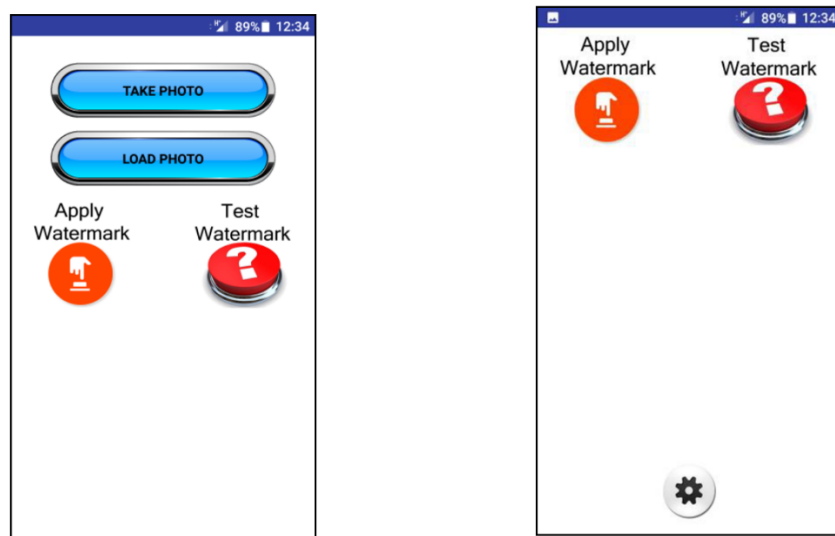 89% 12:34
TAKE PHOTO
LOAD PHOTO
Apply Test
Watermark Watermark
?
89% 12:34
Apply Test
Watermark Watermark
?